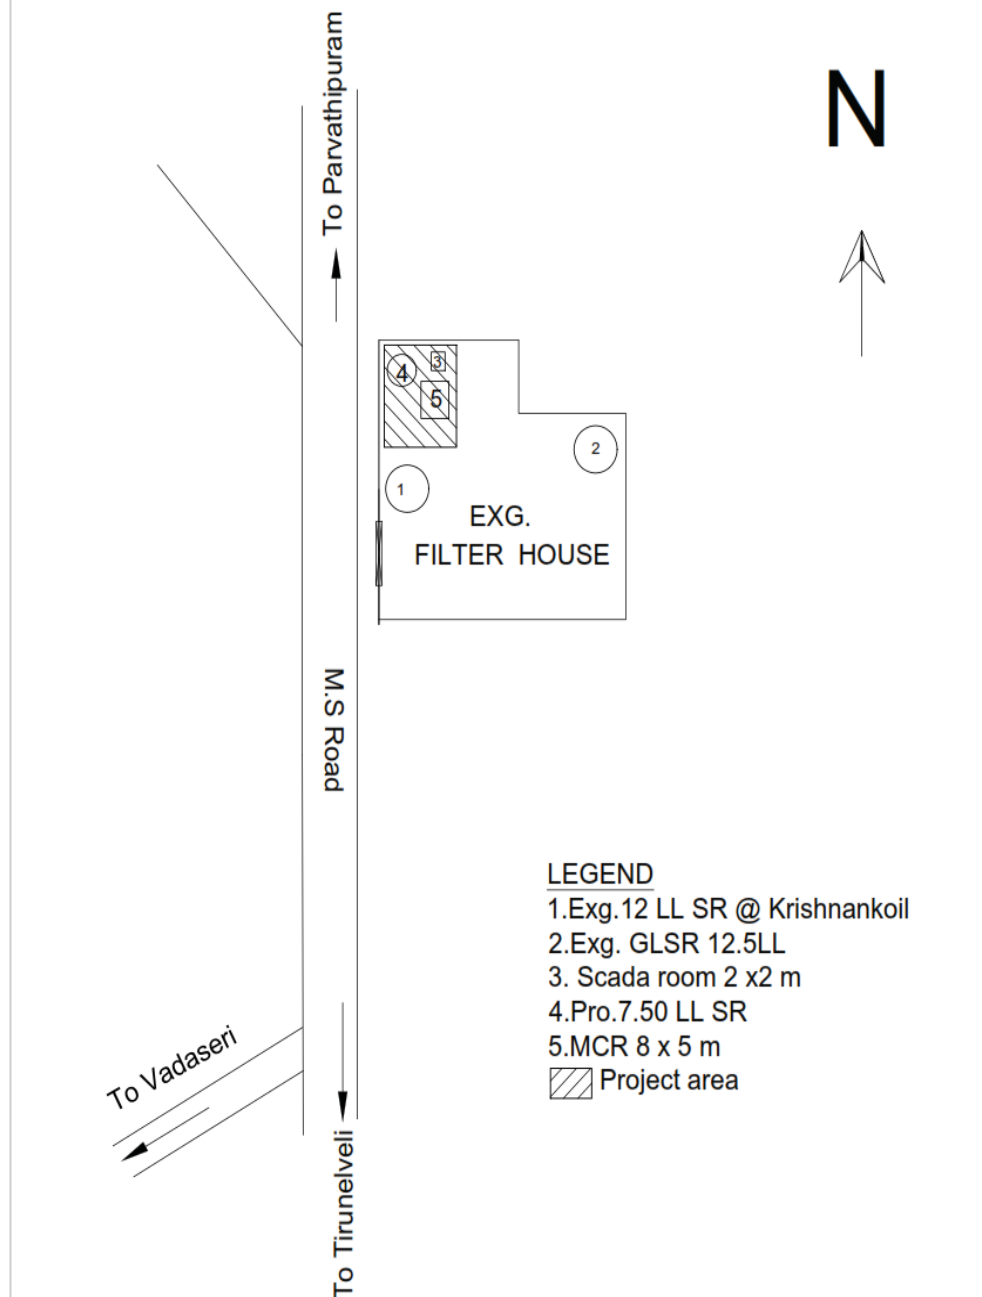 To Parvathipuram
N
3
4
5
2
1
EXG.
FILTER HOUSE
M.S Road
LEGEND
1.Exg.12 LL SR @ Krishnankoil
2.Exg. GLSR 12.5LL
3. Scada room 2 x2 m
4.Pro.7.50 LL SR
5.MCR 8 x 5 m
Project area
To Vadaseri
To Tirunelveli